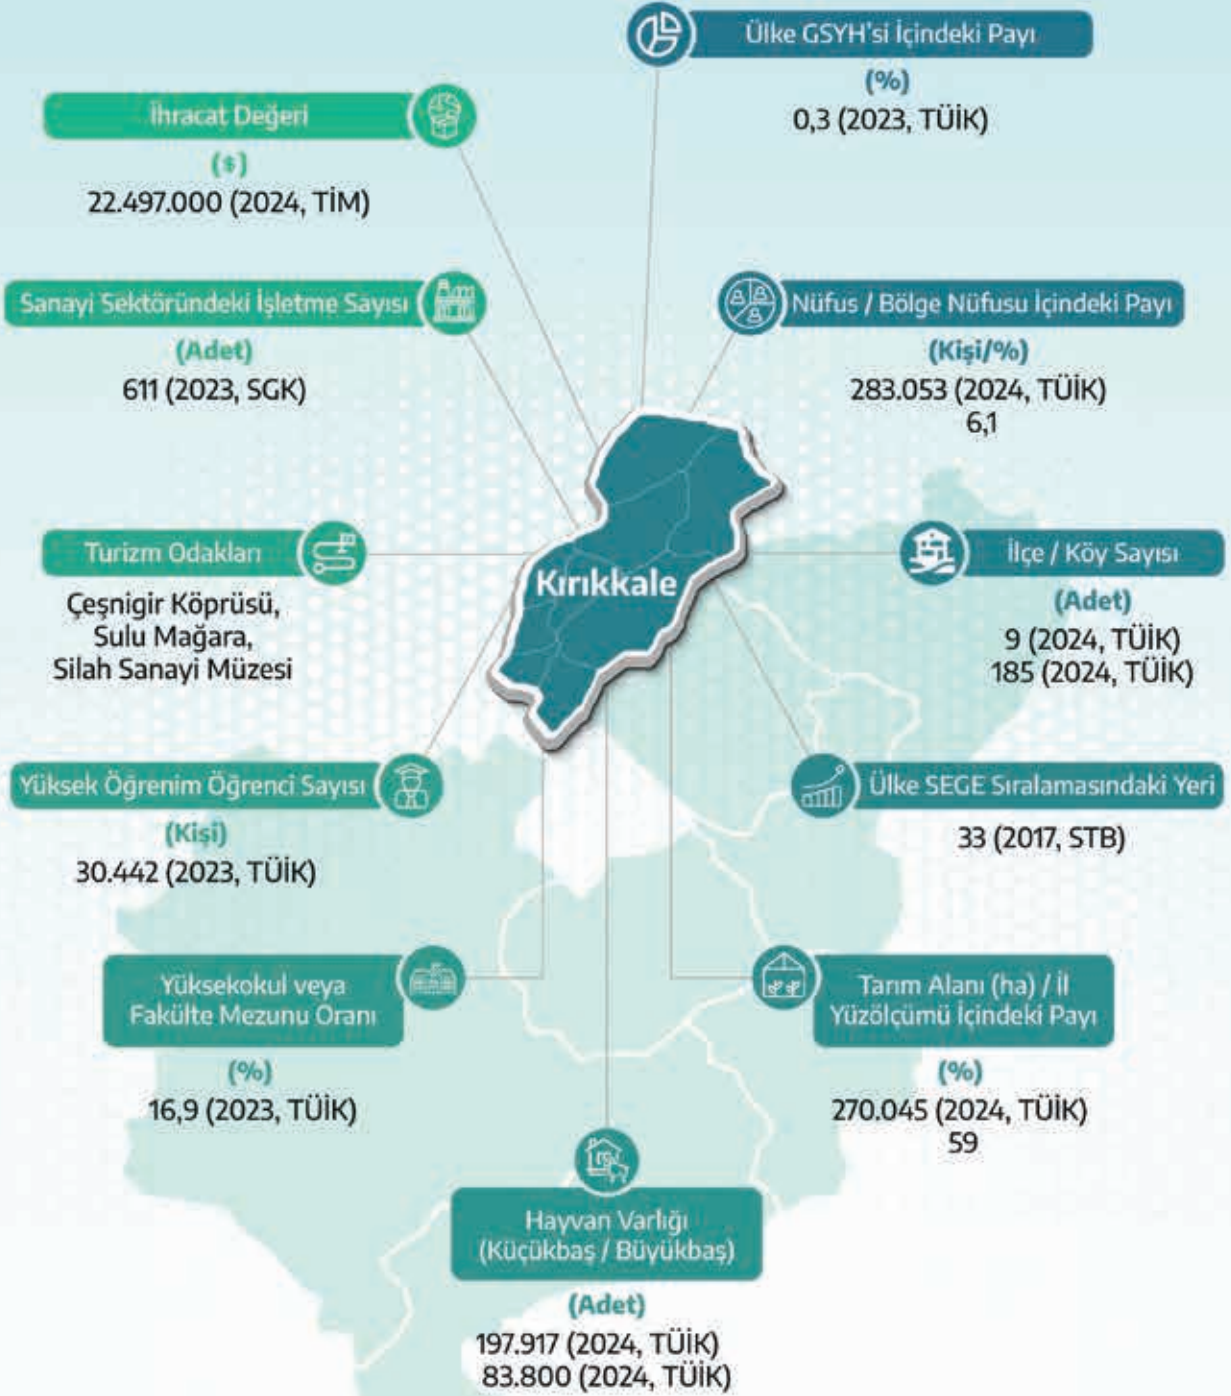 Ülke GSYH'si İçindeki Payı
(%)
0,3 (2023, TÜİK)
İhracat Değeri
($)
22.497.000 (2024, TİM)
Sanayi Sektöründeki İşletme Sayısı
(Adet)
611 (2023, SGK)
Nüfus / Bölge Nüfusu İçindeki Payı
(Kişi/%)
283.053 (2024, TÜİK)
6,1
Turizm Odakları
Çeşnigir Köprüsü,
Sulu Mağara,
Silah Sanayi Müzesi
Kırıkkale
İlçe / Köy Sayısı
(Adet)
9 (2024, TÜİK)
185 (2024, TÜİK)
Yüksek Öğrenim Öğrenci Sayısı
(Kişi)
30.442 (2023, TÜİK)
Ülke SEGE Sıralamasındaki Yeri
33 (2017, STB)
Yüksekokul veya
Fakülte Mezunu Oranı
(%)
16,9 (2023, TÜİK)
Tarım Alanı (ha) / İl
Yüzölçümü İçindeki Payı
(%)
270.045 (2024, TÜİK)
59
Hayvan Varlığı
(Küçükbaş / Büyükbaş)
(Adet)
197.917 (2024, TÜİK)
83.800 (2024, TÜİK)